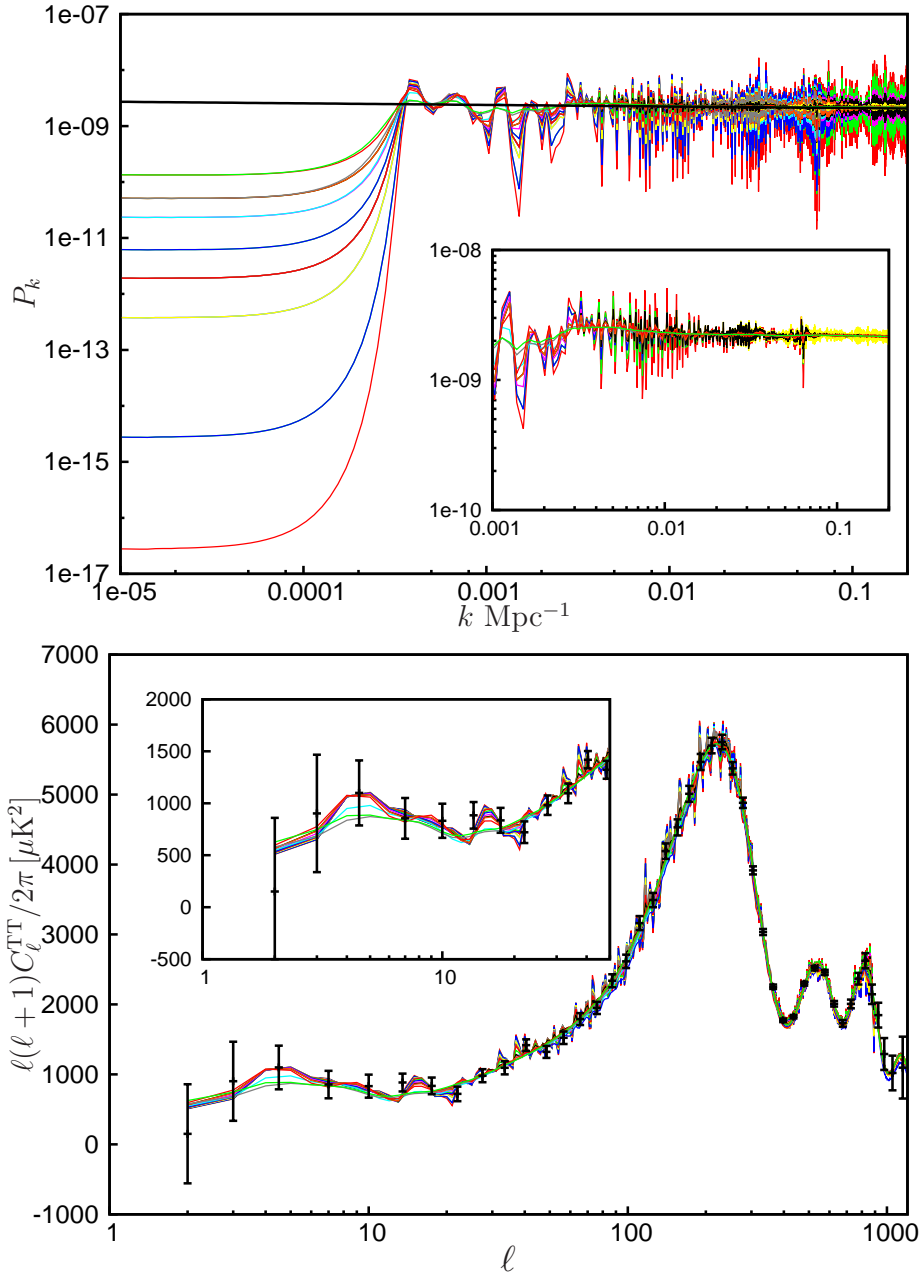 1e-07
1e-09
1e-11
1e-13
1e-15
1e-17
P_k
1e-05
0.0001
0.001
0.01
0.1
k Mpc⁻¹
1e-08
1e-09
1e-10
0.001
0.01
0.1
7000
6000
5000
4000
3000
2000
1000
0
-1000
ℓ(ℓ + 1)C_ℓ^TT/2π [μK²]
1
10
100
1000
ℓ
2000
1500
1000
500
0
-500
1
10